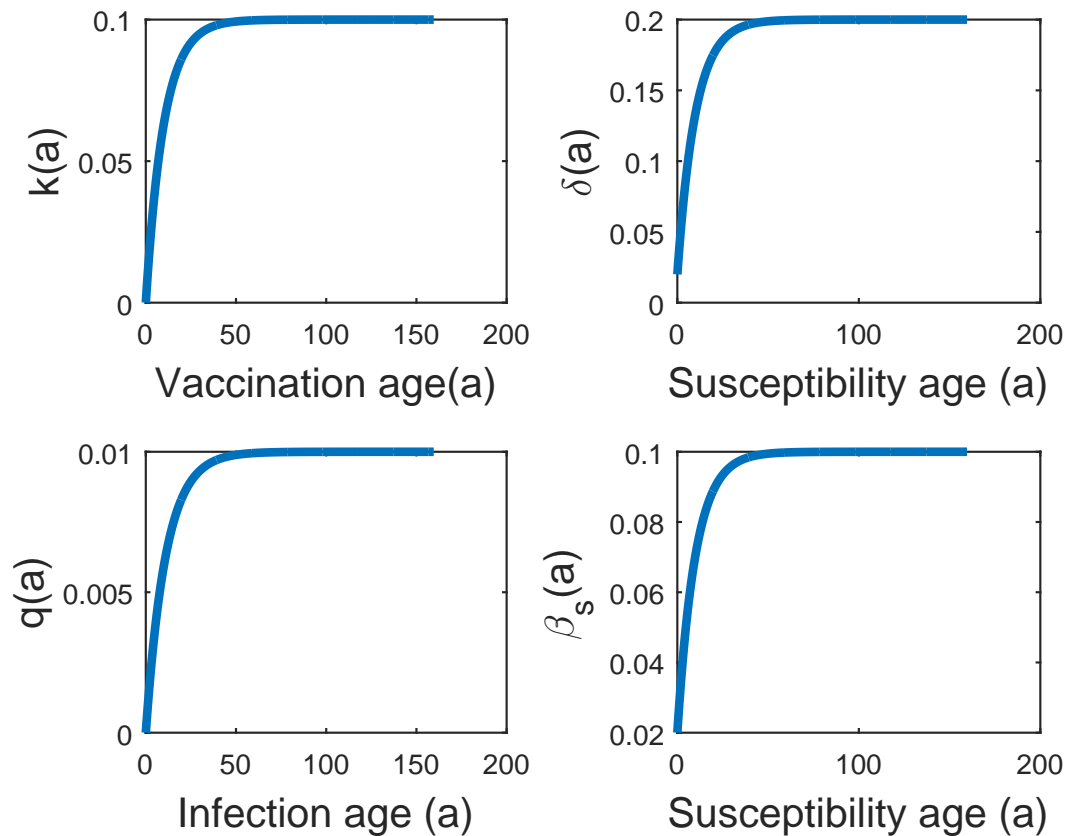 0.1
0.05
0
k(a)
0 50 100 150 200
Vaccination age(a)
0.2
0.15
0.1
0.05
0
δ(a)
0 100 200
Susceptibility age (a)
0.01
0.005
0
q(a)
0 50 100 150 200
Infection age (a)
0.1
0.08
0.06
0.04
0.02
β_s(a)
0 100 200
Susceptibility age (a)